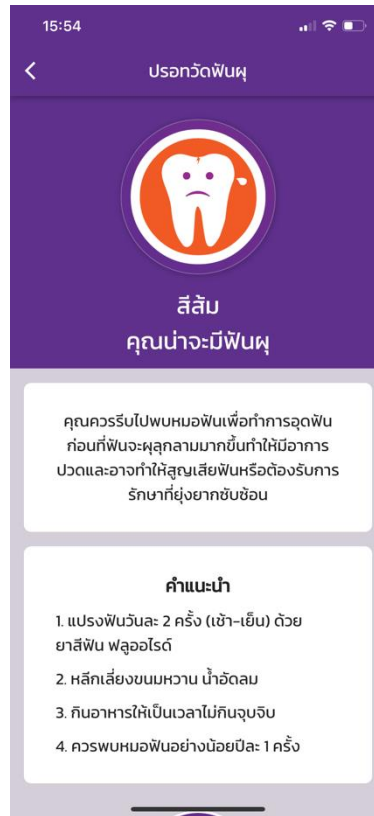 15:54
ปรอทวัดฟันผุ
สีส้ม
คุณน่าจะมีฟันผุ
คุณควรรีบไปพบหมอฟันเพื่อทำการอุดฟัน
ก่อนที่ฟันจะผุลุกลามมากขึ้นทำให้มีอาการ
ปวดและอาจทำให้สูญเสียฟันหรือต้องรับการ
รักษาที่ยุ่งยากซับซ้อน
คำแนะนำ
1. แปรงฟันวันละ 2 ครั้ง (เช้า-เย็น) ด้วย
ยาสีฟัน ฟลูออไรด์
2. หลีกเลี่ยงขนมหวาน น้ำอัดลม
3. กินอาหารให้เป็นเวลาไม่กินจุบจิบ
4. ควรพบหมอฟันอย่างน้อยปีละ 1 ครั้ง